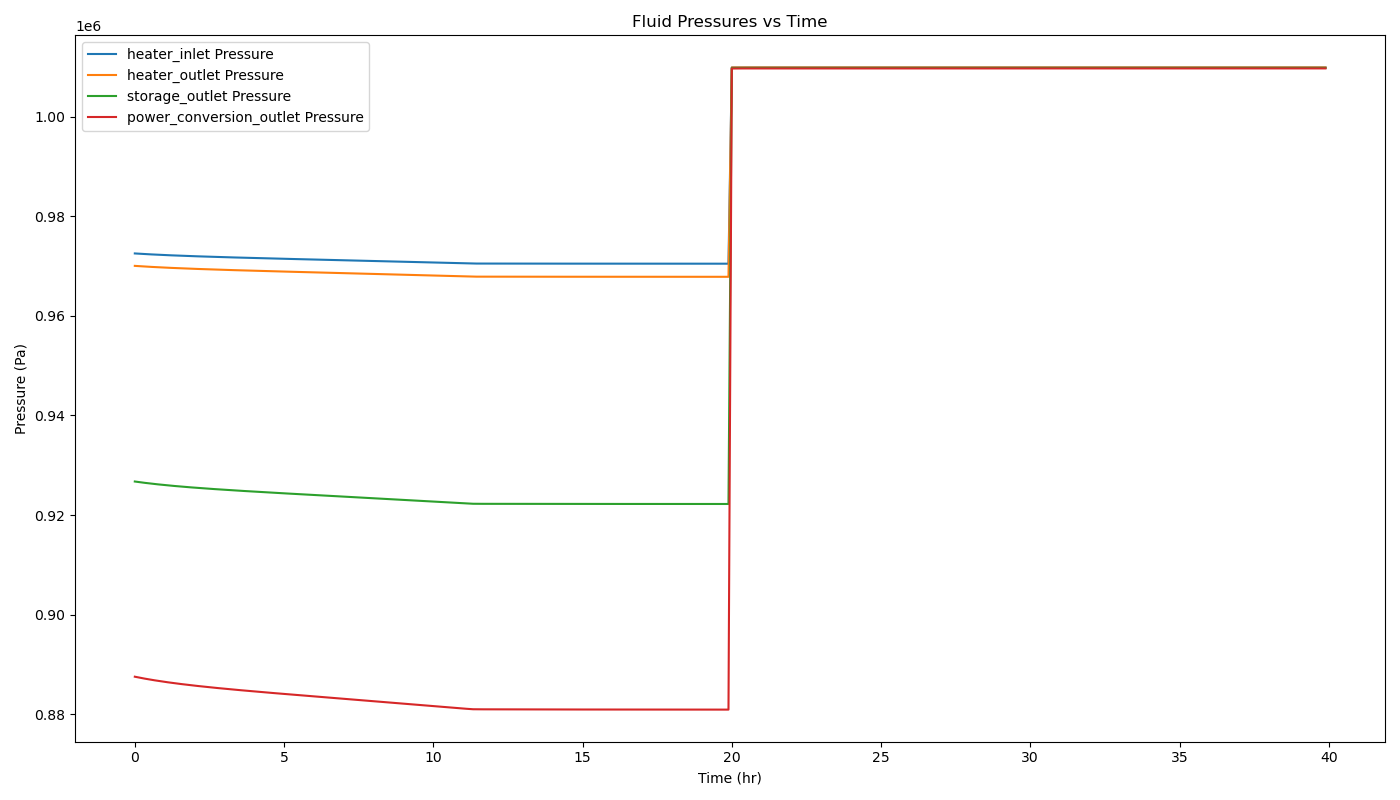 Fluid Pressures vs Time
1e6
heater_inlet Pressure
heater_outlet Pressure
storage_outlet Pressure
power_conversion_outlet Pressure
Pressure (Pa)
1.00
0.98
0.96
0.94
0.92
0.90
0.88
0 5 10 15 20 25 30 35 40
Time (hr)